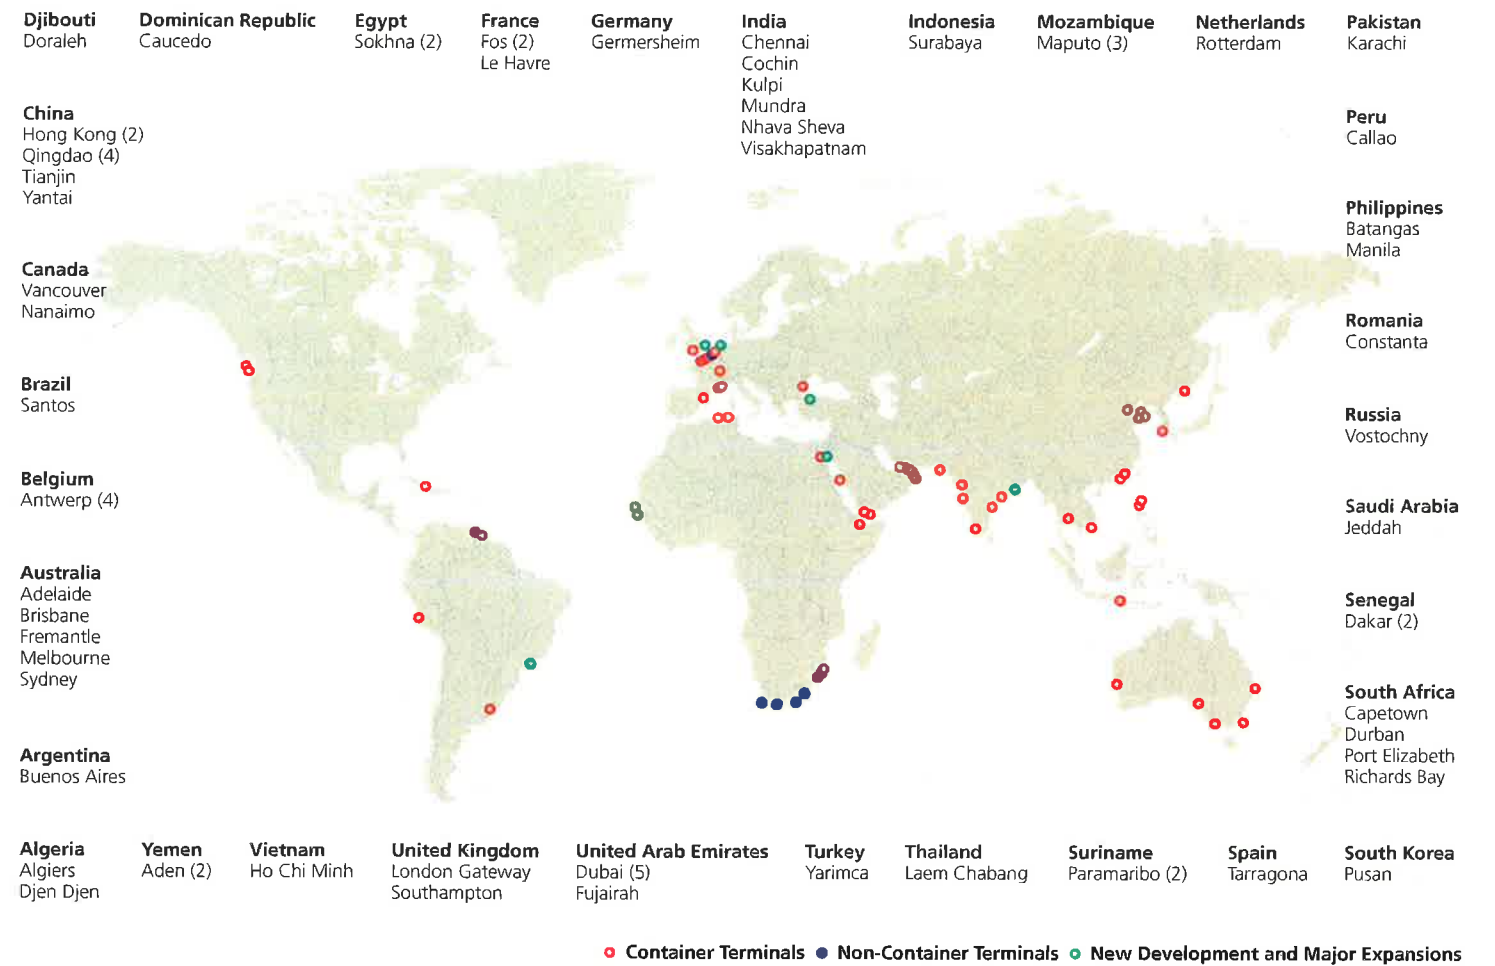 Djibouti
Doraleh
Dominican Republic
Caucedo
Egypt
Sokhna (2)
France
Fos (2)
Le Havre
Germany
Germersheim
India
Chennai
Cochin
Kulpi
Mundra
Nhava Sheva
Visakhapatnam
Indonesia
Surabaya
Mozambique
Maputo (3)
Netherlands
Rotterdam
Pakistan
Karachi
China
Hong Kong (2)
Qingdao (4)
Tianjin
Yantai
Peru
Callao
Philippines
Batangas
Manila
Canada
Vancouver
Nanaimo
Romania
Constanta
Brazil
Santos
Russia
Vostochny
Belgium
Antwerp (4)
Saudi Arabia
Jeddah
Australia
Adelaide
Brisbane
Fremantle
Melbourne
Sydney
Senegal
Dakar (2)
South Africa
Capetown
Durban
Port Elizabeth
Richards Bay
Argentina
Buenos Aires
Algeria
Algiers
Djen Djen
Yemen
Aden (2)
Vietnam
Ho Chi Minh
United Kingdom
London Gateway
Southampton
United Arab Emirates
Dubai (5)
Fujairah
Turkey
Yarimca
Thailand
Laem Chabang
Suriname
Paramaribo (2)
Spain
Tarragona
South Korea
Pusan
Container Terminals
Non-Container Terminals
New Development and Major Expansions